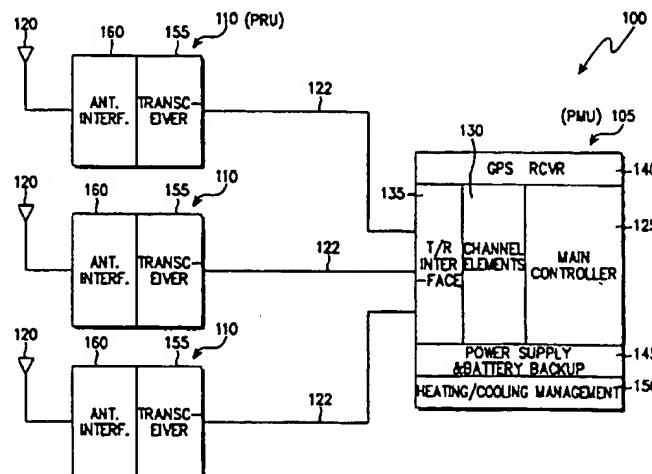 120
160
155
110 (PRU)
100
ANT.
INTERF.
TRANSC-
EIVER
122
(PMU) 105
130
GPS RCVR
140
135
125
T/R
INTER
-FACE
CHANNEL
ELEMENTS
MAIN
CONTROLLER
120
160
155
110
ANT.
INTERF.
TRANSC-
EIVER
122
POWER SUPPLY
&BATTERY BACKUP
145
HEATING/COOLING MANAGEMENT
150
120
160
155
110
ANT.
INTERF.
TRANSC-
EIVER
122